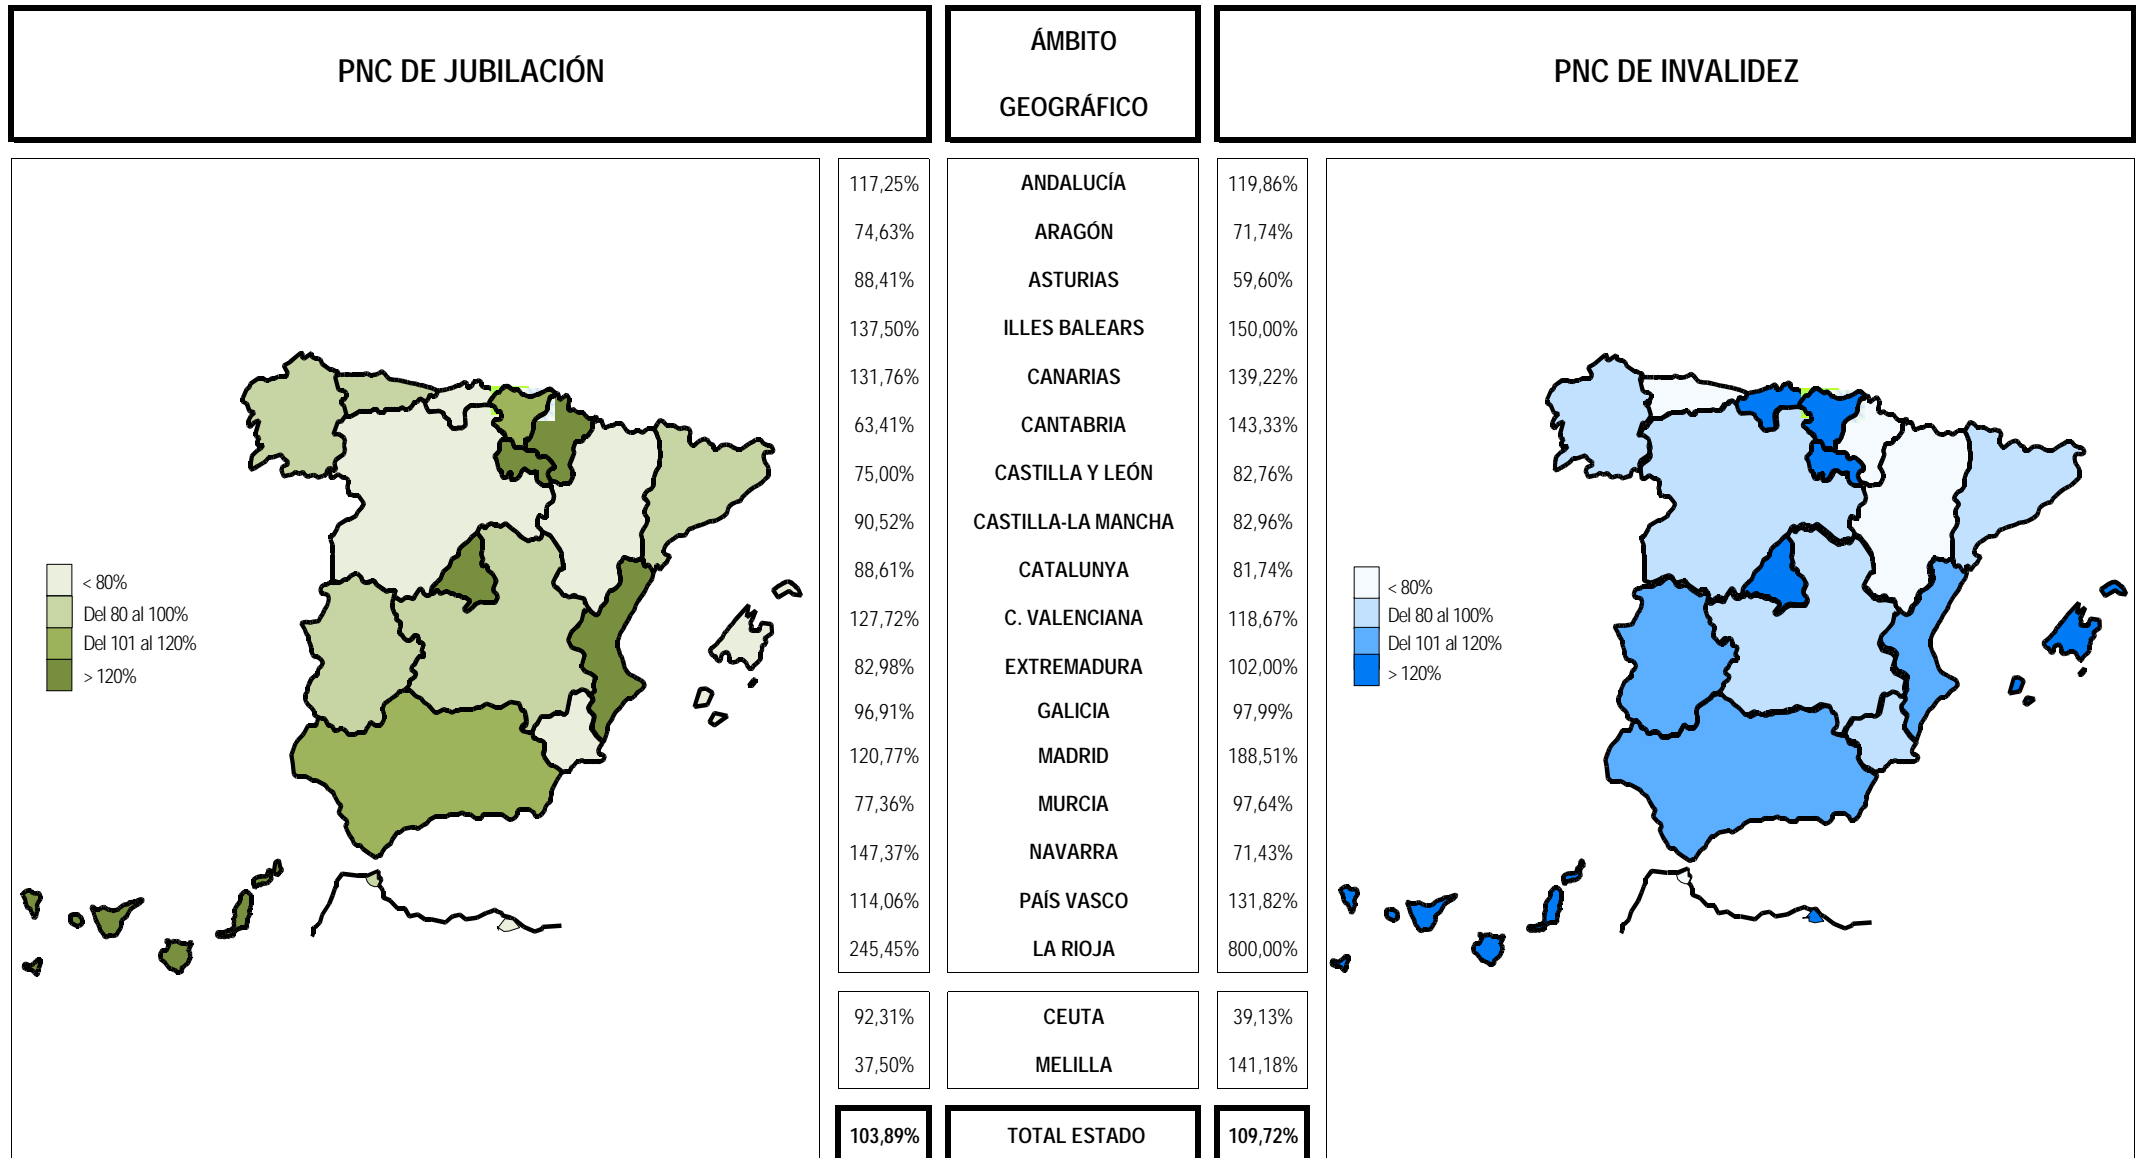 PNC DE JUBILACIÓN
ÁMBITO
GEOGRÁFICO
PNC DE INVALIDEZ
117,25% ANDALUCÍA 119,86%
74,63% ARAGÓN 71,74%
88,41% ASTURIAS 59,60%
137,50% ILLES BALEARS 150,00%
131,76% CANARIAS 139,22%
63,41% CANTABRIA 143,33%
75,00% CASTILLA Y LEÓN 82,76%
90,52% CASTILLA-LA MANCHA 82,96%
88,61% CATALUNYA 81,74%
127,72% C. VALENCIANA 118,67%
82,98% EXTREMADURA 102,00%
96,91% GALICIA 97,99%
120,77% MADRID 188,51%
77,36% MURCIA 97,64%
147,37% NAVARRA 71,43%
114,06% PAÍS VASCO 131,82%
245,45% LA RIOJA 800,00%
92,31% CEUTA 39,13%
37,50% MELILLA 141,18%
103,89% TOTAL ESTADO 109,72%
< 80%
Del 80 al 100%
Del 101 al 120%
> 120%
< 80%
Del 80 al 100%
Del 101 al 120%
> 120%